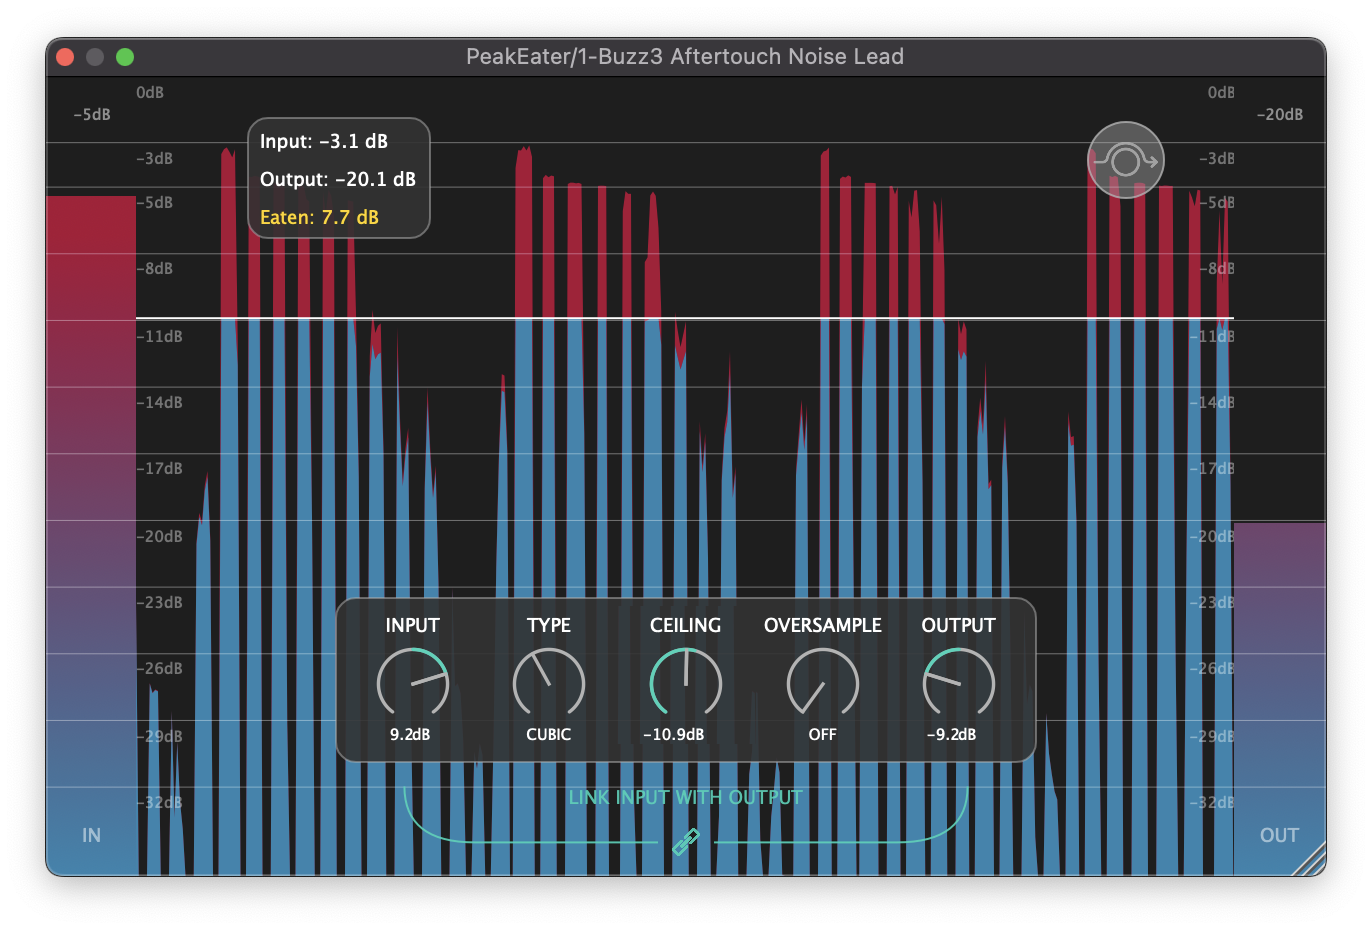 PeakEater/1-Buzz3 Aftertouch Noise Lead
0dB
0dB
-5dB
-20dB
Input: -3.1 dB
Output: -20.1 dB
Eaten: 7.7 dB
-3dB
-3dB
-5dB
-5dB
-8dB
-8dB
-11dB
-11dB
-14dB
-14dB
-17dB
-17dB
-20dB
-20dB
-23dB
-23dB
-26dB
-26dB
-29dB
-29dB
-32dB
-32dB
INPUT TYPE CEILING OVERSAMPLE OUTPUT
9.2dB CUBIC -10.9dB OFF -9.2dB
LINK INPUT WITH OUTPUT
IN
OUT